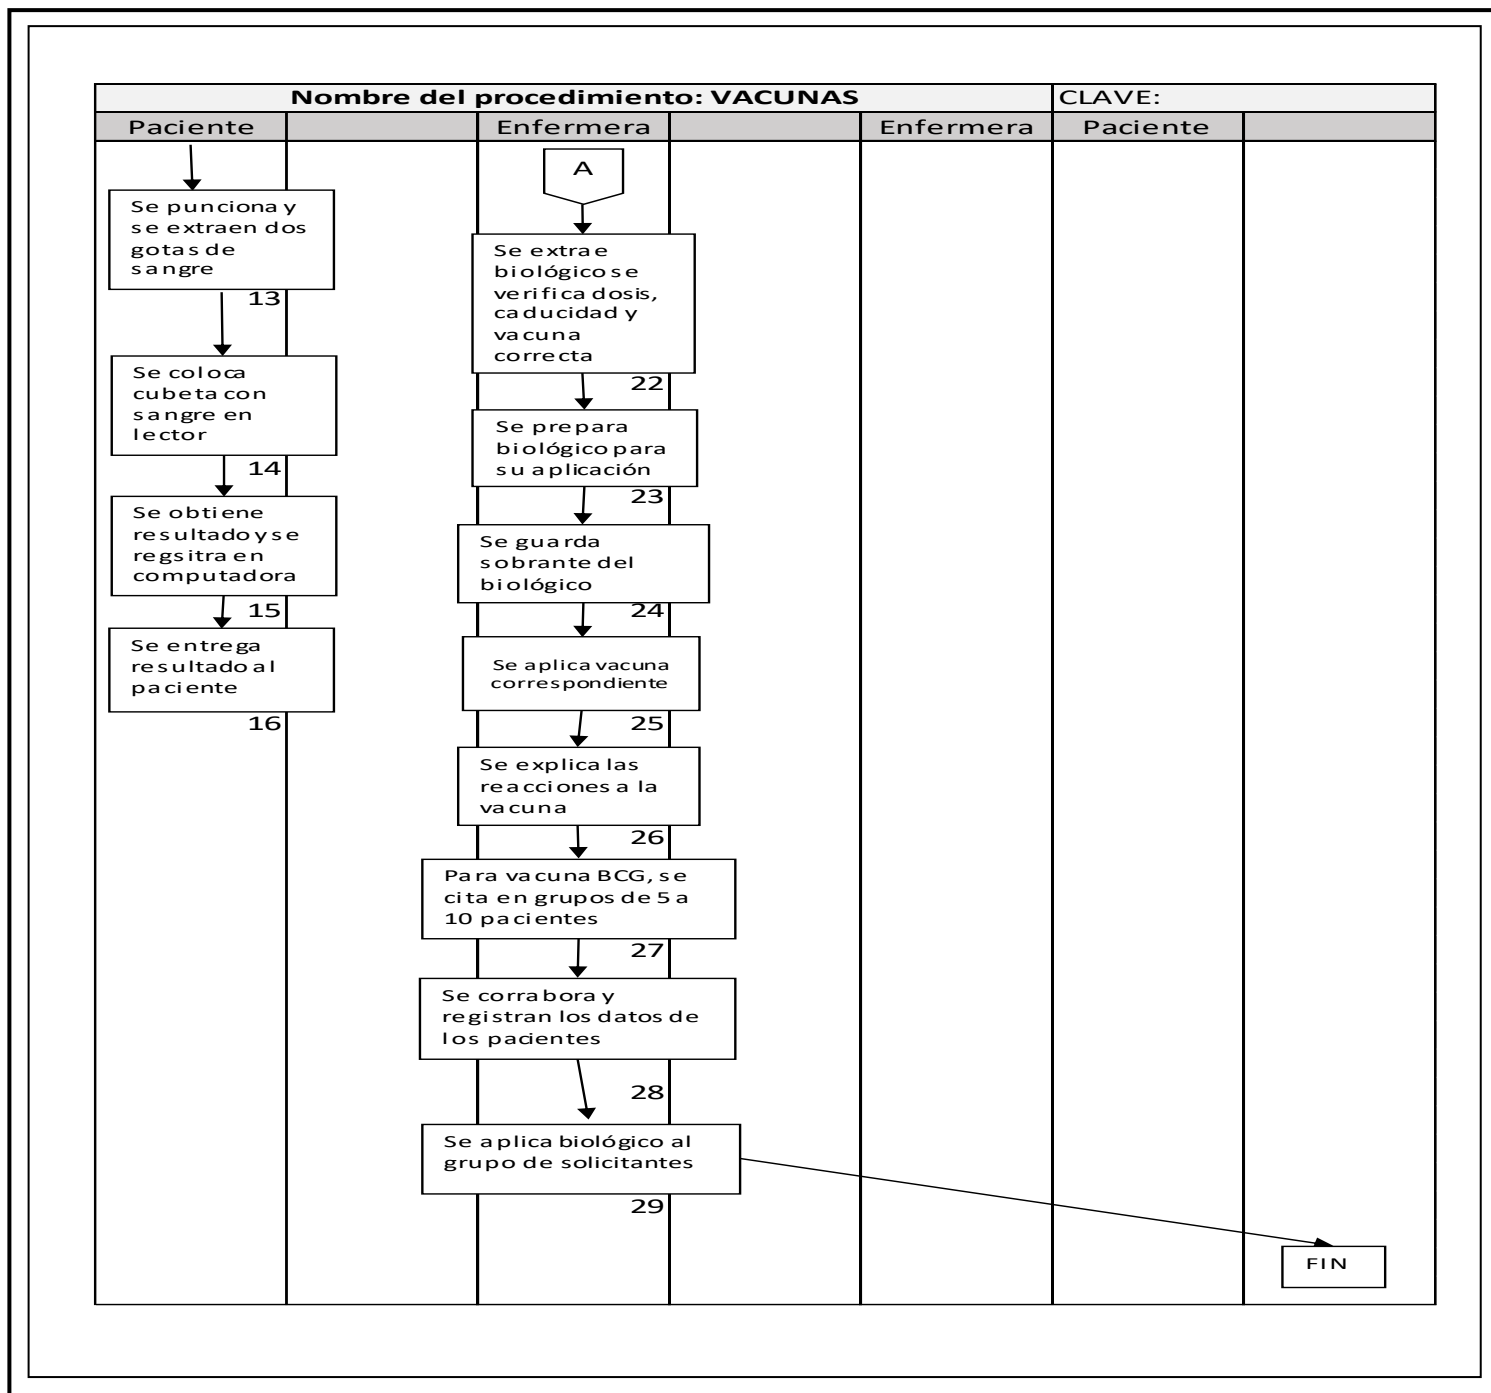 Nombre del procedimiento: VACUNAS
CLAVE:
Paciente
Enfermera
Enfermera
Paciente
Se punciona y
se extraen dos
gotas de
sangre
13
Se coloca
cubeta con
sangre en
lector
14
Se obtiene
resultado y se
regsitra en
computadora
15
Se entrega
resultado al
paciente
16
A
Se extrae
biológico se
verifica dosis,
caducidad y
vacuna
correcta
22
Se prepara
biológico para
su aplicación
23
Se guarda
sobrante del
biológico
24
Se aplica vacuna
correspondiente
25
Se explica las
reacciones a la
vacuna
26
Para vacuna BCG, se
cita en grupos de 5 a
10 pacientes
27
Se corrabora y
registran los datos de
los pacientes
28
Se aplica biológico al
grupo de solicitantes
29
FIN